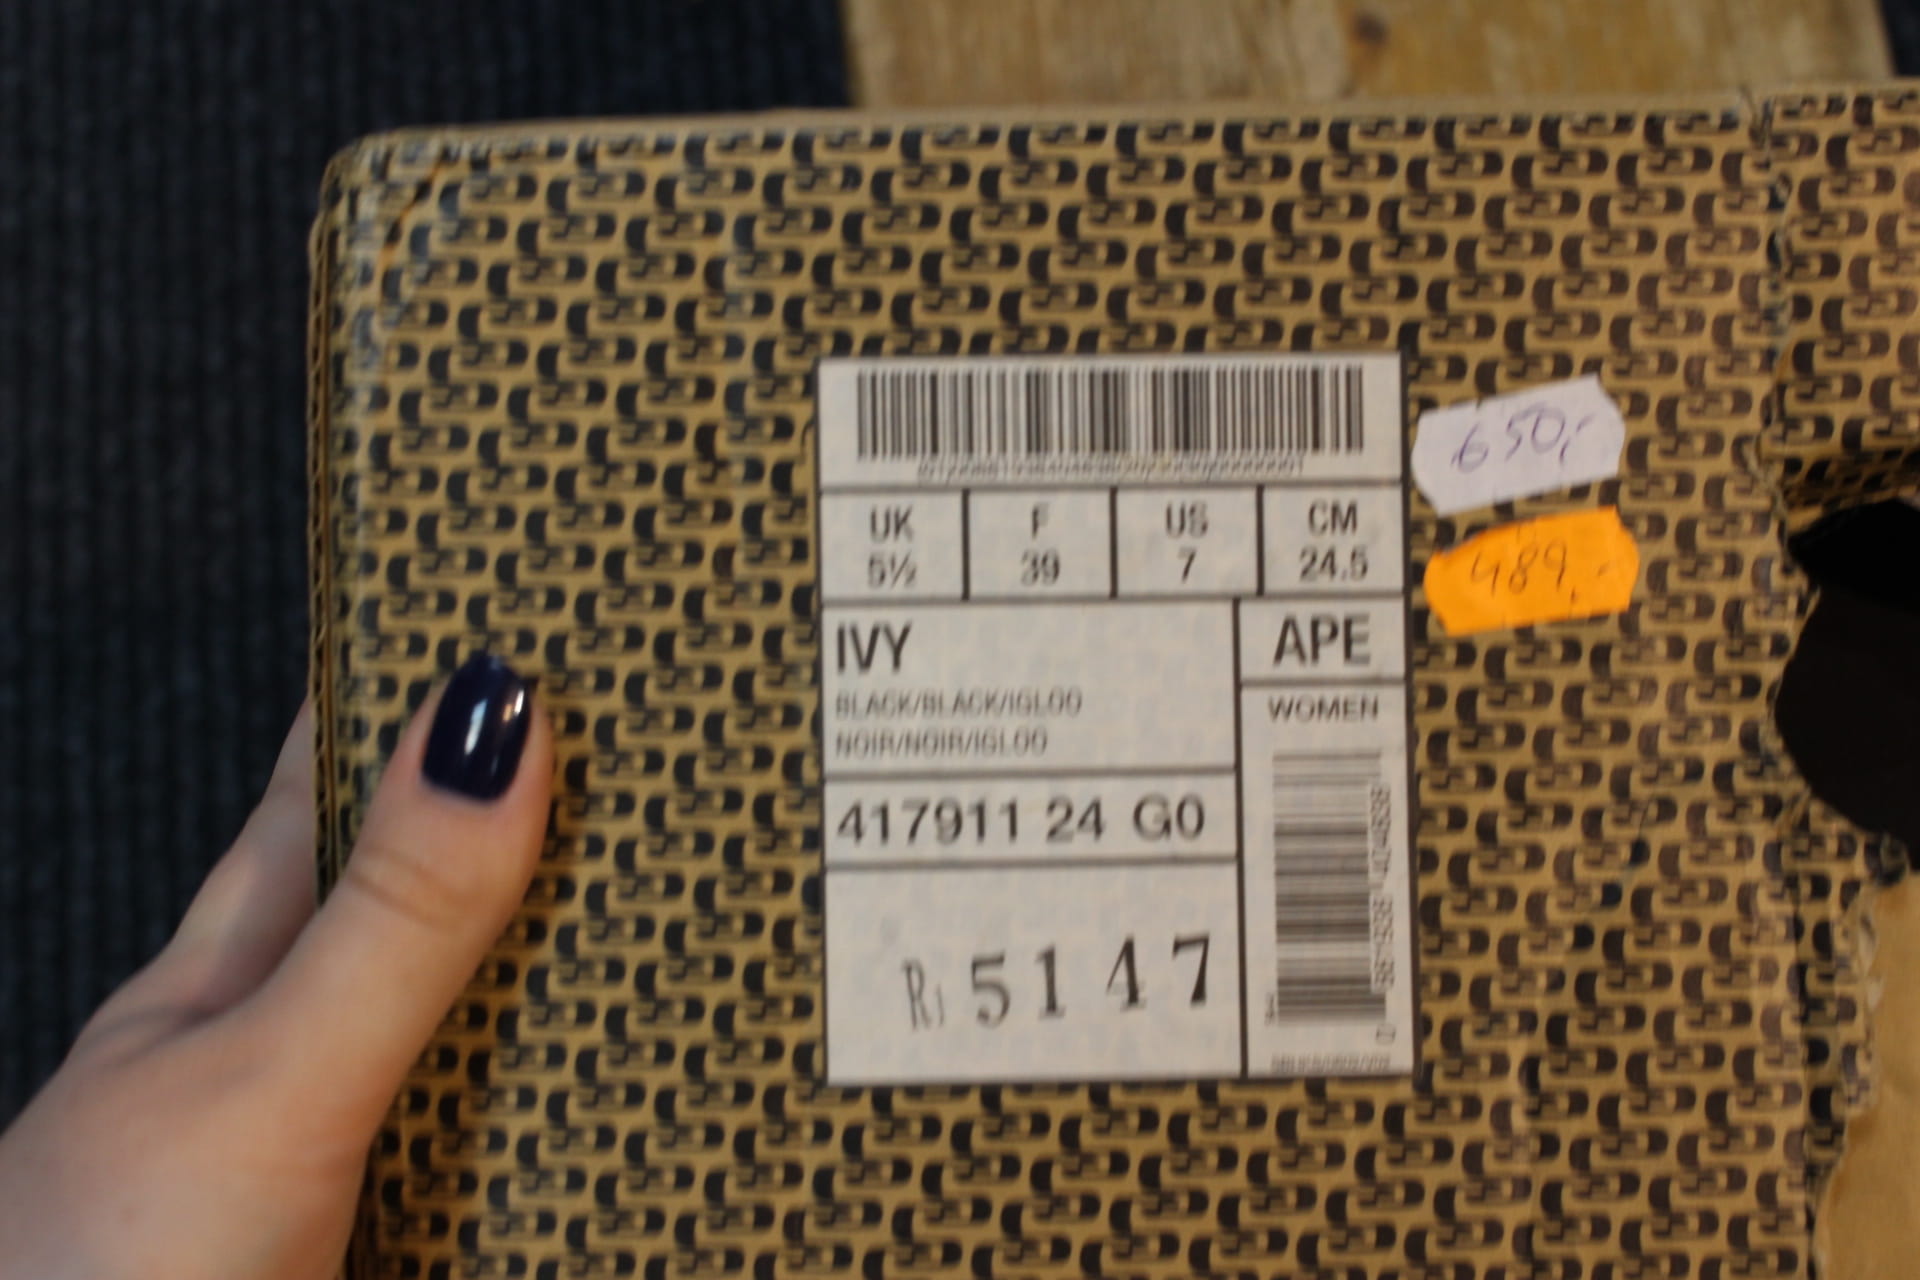 UK F US CM
5½ 39 7 24.5
IVY
APE
BLACK/BLACK/IGLOO
NOIR/NOIR/IGLOO
WOMEN
417911 24 G0
5147
650,-
489,-